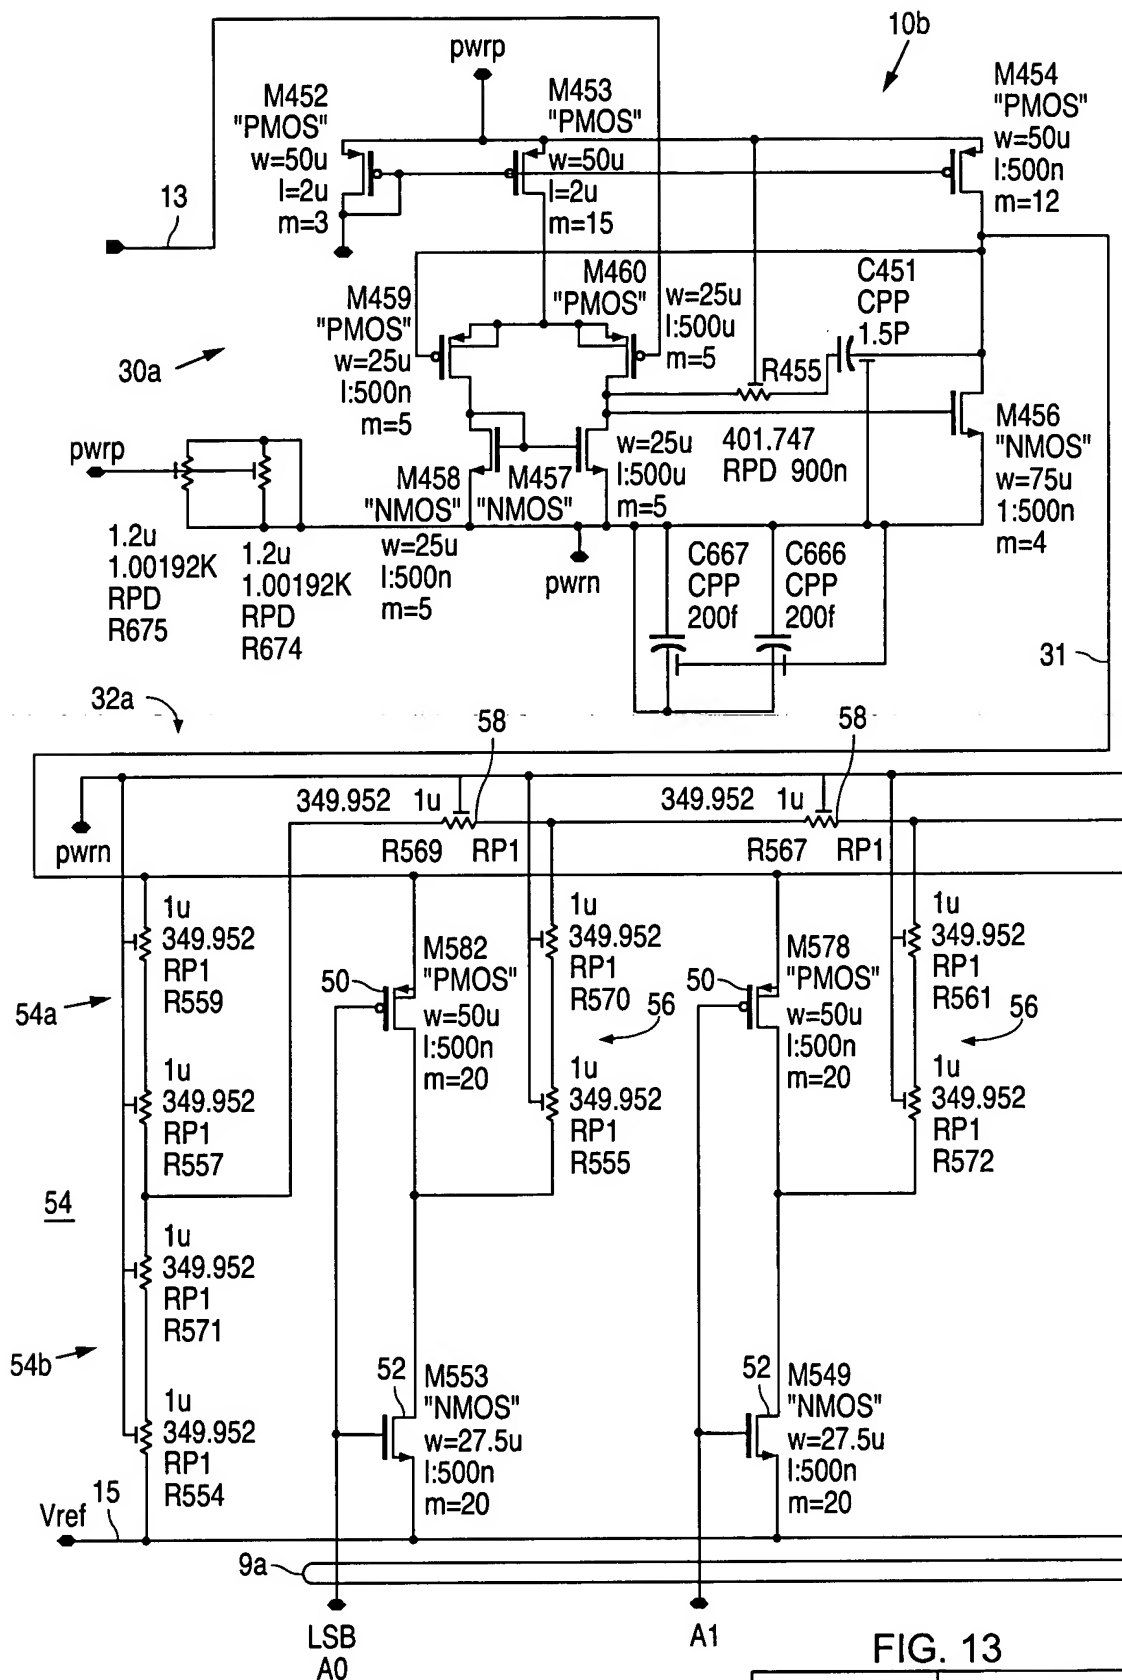 10b
pwrp
M452
"PMOS"
w=50u
l=2u
m=3
M453
"PMOS"
w=50u
l=2u
m=15
M454
"PMOS"
w=50u
l:500n
m=12
13
M459
"PMOS"
w=25u
l:500n
m=5
M460
"PMOS"
w=25u
l:500u
m=5
C451
CPP
1.5P
30a
R455
401.747
RPD 900n
M456
"NMOS"
w=75u
1:500n
m=4
pwrp
M458
"NMOS"
w=25u
l:500n
m=5
M457
"NMOS"
w=25u
l:500u
m=5
pwrn
1.2u
1.00192K
RPD
R675
1.2u
1.00192K
RPD
R674
C667
CPP
200f
C666
CPP
200f
31
32a
58
58
pwrn
349.952 1u
R569 RP1
349.952 1u
R567 RP1
1u
349.952
RP1
R559
54a
50
M582
"PMOS"
w=50u
l:500n
m=20
1u
349.952
RP1
R570
56
50
M578
"PMOS"
w=50u
l:500n
m=20
1u
349.952
RP1
R561
56
1u
349.952
RP1
R557
1u
349.952
RP1
R555
1u
349.952
RP1
R572
54
1u
349.952
RP1
R571
54b
1u
349.952
RP1
R554
52
M553
"NMOS"
w=27.5u
l:500n
m=20
52
M549
"NMOS"
w=27.5u
l:500n
m=20
Vref
15
9a
LSB
A0
A1
FIG. 13